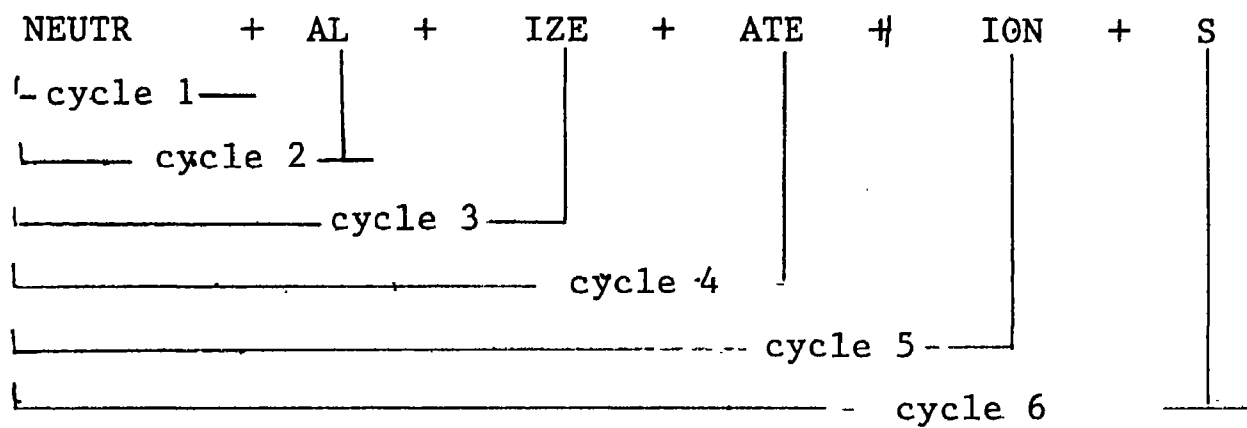 NEUTR + AL + IZE + ATE + ION + S
cycle 1
cycle 2
cycle 3
cycle 4
cycle 5
cycle 6